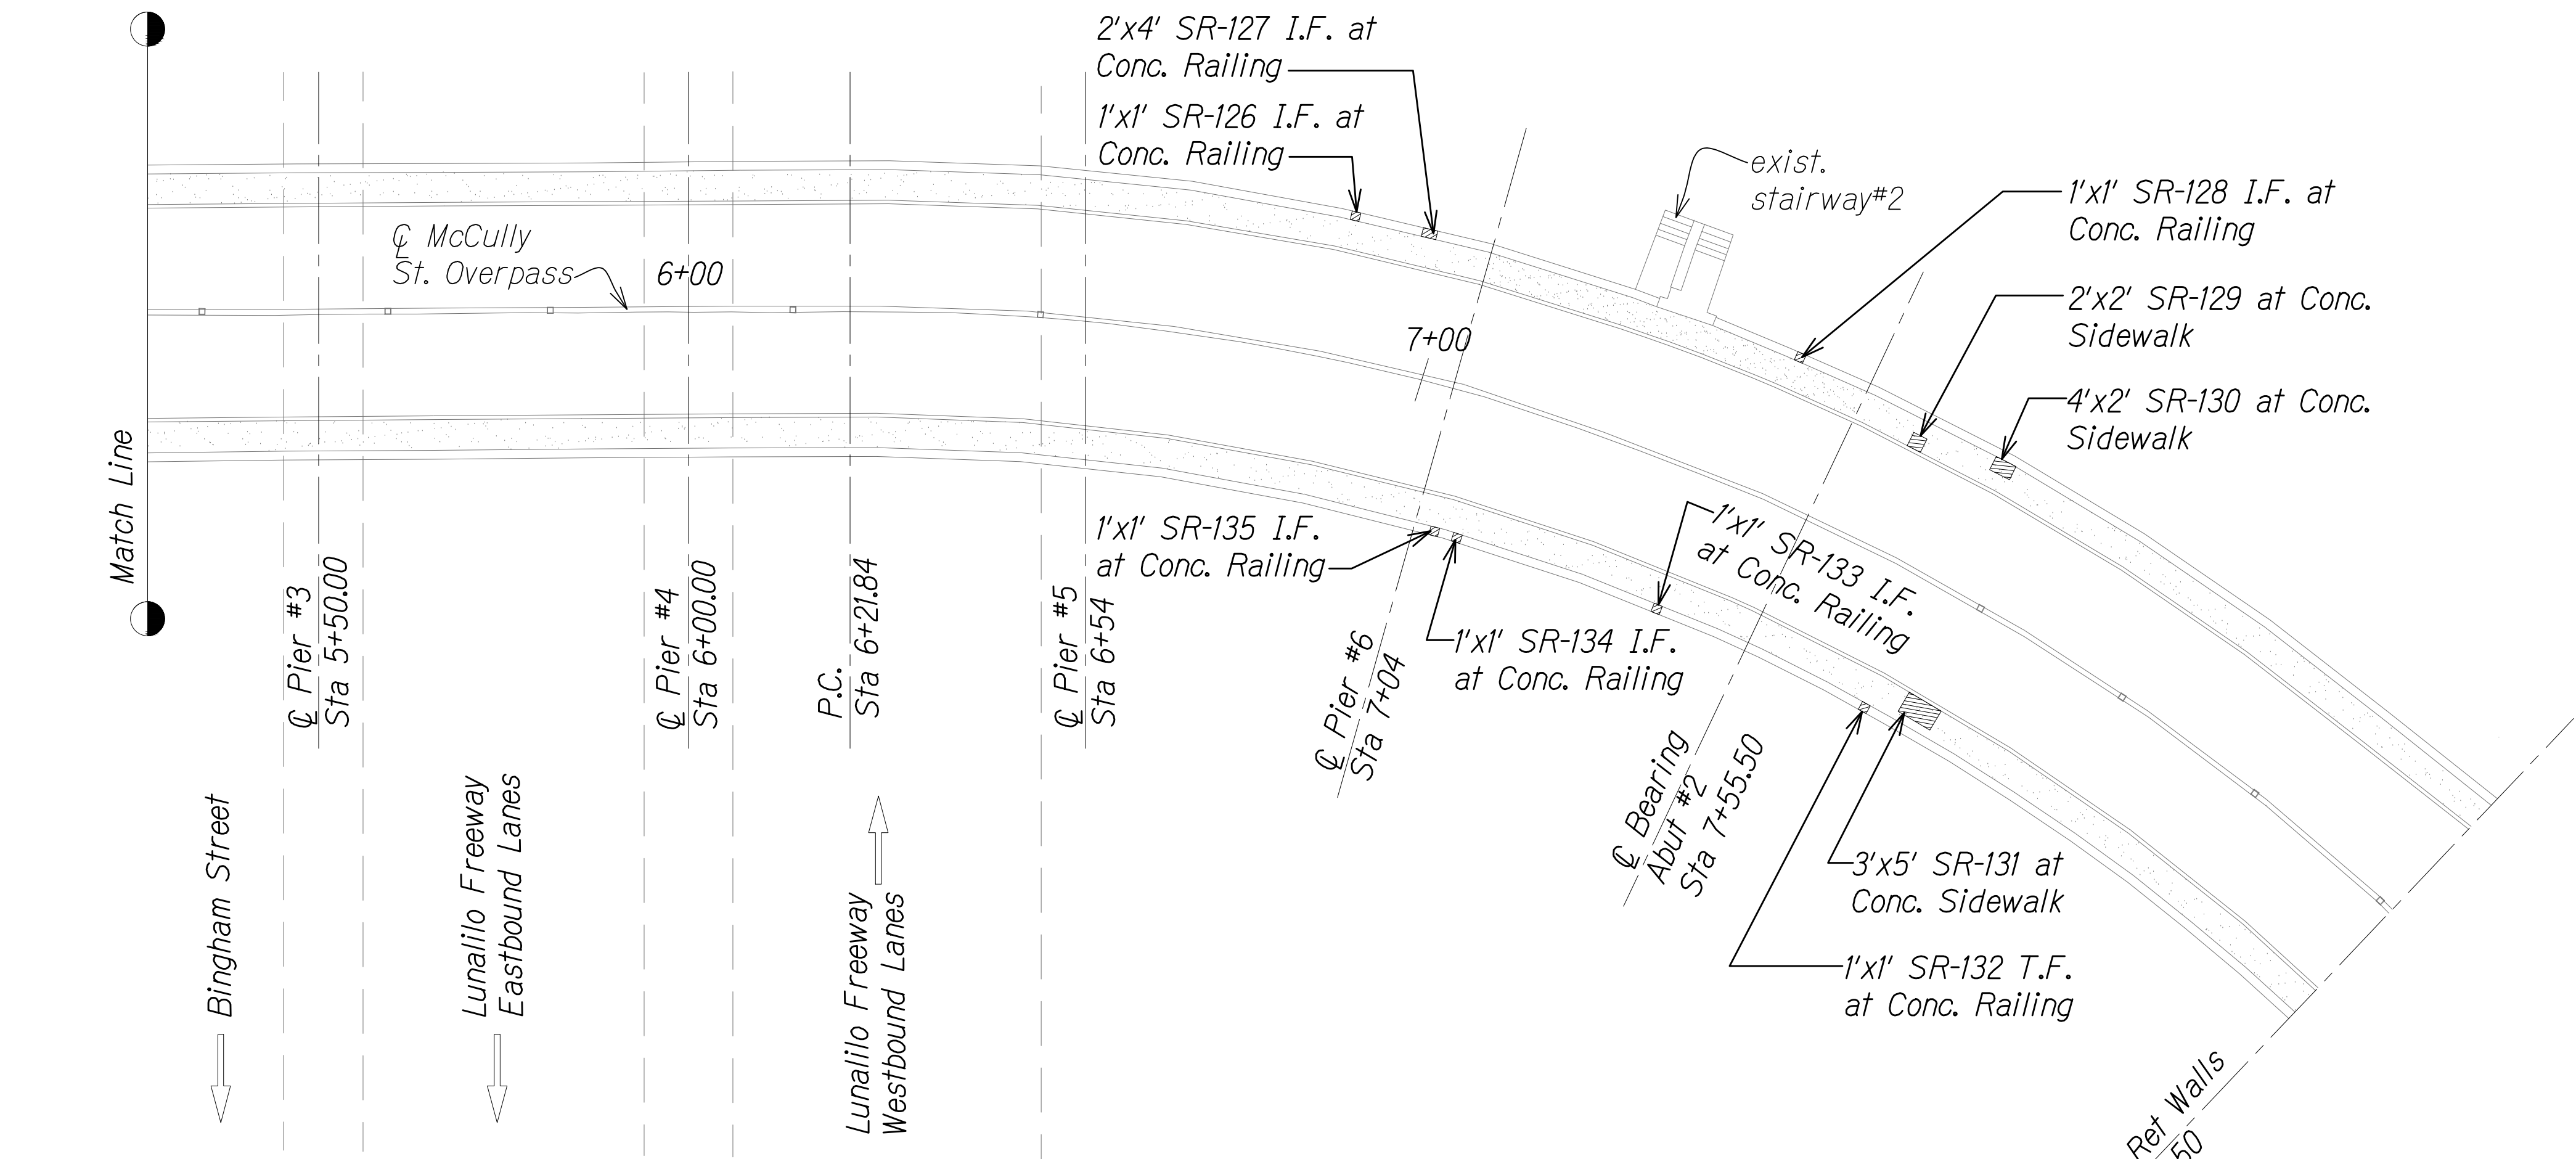 2'x4' SR-127 I.F. at
Conc. Railing
1'x1' SR-126 I.F. at
Conc. Railing
exist.
stairway#2
1'x1' SR-128 I.F. at
Conc. Railing
2'x2' SR-129 at Conc.
Sidewalk
4'x2' SR-130 at Conc.
Sidewalk
℄ McCully
St. Overpass
6+00
7+00
Match Line
1'x1' SR-135 I.F.
at Conc. Railing
1'x1' SR-133 I.F.
at Conc. Railing
1'x1' SR-134 I.F.
at Conc. Railing
℄ Pier #3
Sta 5+50.00
℄ Pier #4
Sta 6+00.00
P.C.
Sta 6+21.84
℄ Pier #5
Sta 6+54
℄ Pier #6
Sta 7+04
℄ Bearing
Abut #2
Sta 7+55.50
3'x5' SR-131 at
Conc. Sidewalk
1'x1' SR-132 T.F.
at Conc. Railing
Bingham Street
Lunalilo Freeway
Eastbound Lanes
Lunalilo Freeway
Westbound Lanes
Ret Walls
50